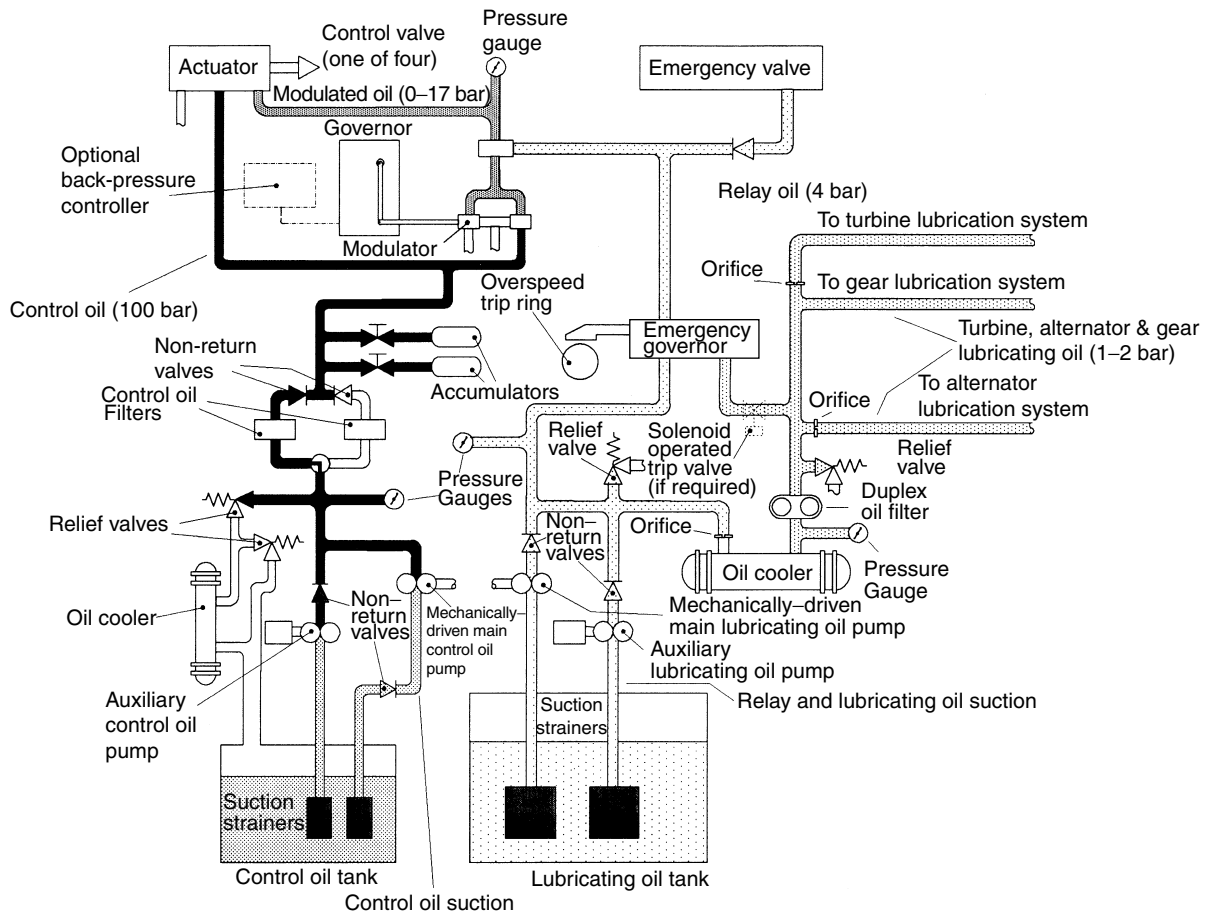 Pressure
gauge
Control valve
(one of four)
Actuator
Emergency valve
Modulated oil (0–17 bar)
Governor
Optional
back-pressure
controller
Relay oil (4 bar)
To turbine lubrication system
Modulator
Orifice
To gear lubrication system
Overspeed
trip ring
Control oil (100 bar)
Emergency
governor
Turbine, alternator & gear
lubricating oil (1–2 bar)
Non-return
valves
Accumulators
Control oil
Filters
To alternator
lubrication system
Orifice
Relief
valve
Solenoid
operated
trip valve
(if required)
Relief
valve
Pressure
Gauges
Duplex
oil filter
Relief valves
Non–
return
valves
Orifice
Oil cooler
Pressure
Gauge
Oil cooler
Non–
return
valves
Mechanically–
driven main
control oil
pump
Mechanically–driven
main lubricating oil pump
Auxiliary
lubricating oil pump
Auxiliary
control oil
pump
Relay and lubricating oil suction
Suction
strainers
Suction
strainers
Control oil tank
Lubricating oil tank
Control oil suction